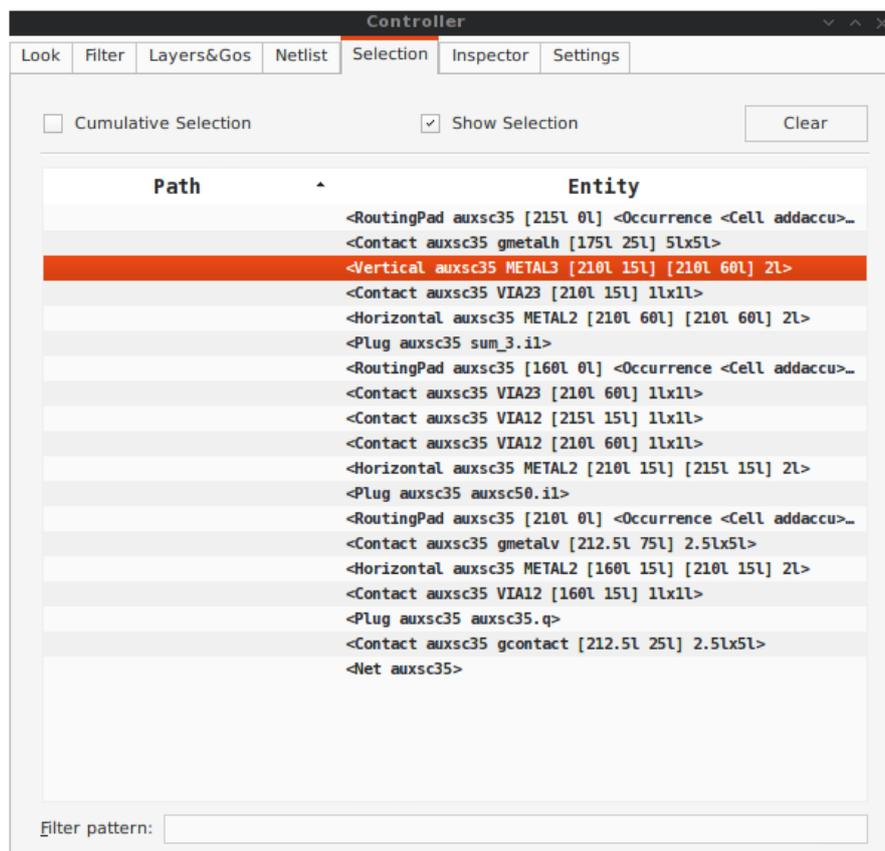 Controller
Look Filter Layers&Gos Netlist Selection Inspector Settings
Cumulative Selection Show Selection Clear
Path Entity
<RoutingPad auxsc35 [215l 0l] <Occurrence <Cell addaccu>…
<Contact auxsc35 gmetalh [175l 25l] 5lx5l>
<Vertical auxsc35 METAL3 [210l 15l] [210l 60l] 2l>
<Contact auxsc35 VIA23 [210l 15l] 1lx1l>
<Horizontal auxsc35 METAL2 [210l 60l] [210l 60l] 2l>
<Plug auxsc35 sum_3.i1>
<RoutingPad auxsc35 [160l 0l] <Occurrence <Cell addaccu>…
<Contact auxsc35 VIA23 [210l 60l] 1lx1l>
<Contact auxsc35 VIA12 [215l 15l] 1lx1l>
<Contact auxsc35 VIA12 [210l 60l] 1lx1l>
<Horizontal auxsc35 METAL2 [210l 15l] [215l 15l] 2l>
<Plug auxsc35 auxsc50.i1>
<RoutingPad auxsc35 [210l 0l] <Occurrence <Cell addaccu>…
<Contact auxsc35 gmetalv [212.5l 75l] 2.5lx5l>
<Horizontal auxsc35 METAL2 [160l 15l] [210l 15l] 2l>
<Contact auxsc35 VIA12 [160l 15l] 1lx1l>
<Plug auxsc35 auxsc35.q>
<Contact auxsc35 gcontact [212.5l 25l] 2.5lx5l>
<Net auxsc35>
Filter pattern: